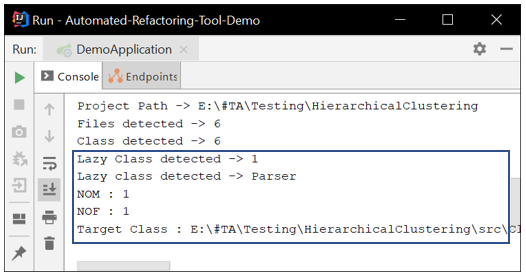 Run - Automated-Refactoring-Tool-Demo
Run: DemoApplication
Console Endpoints
Project Path -> E:\#TA\Testing\HierarchicalClustering
Files detected -> 6
Class detected -> 6
Lazy Class detected -> 1
Lazy class detected -> Parser
NOM : 1
NOF : 1
Target Class : E:\#TA\Testing\HierarchicalClustering\src\